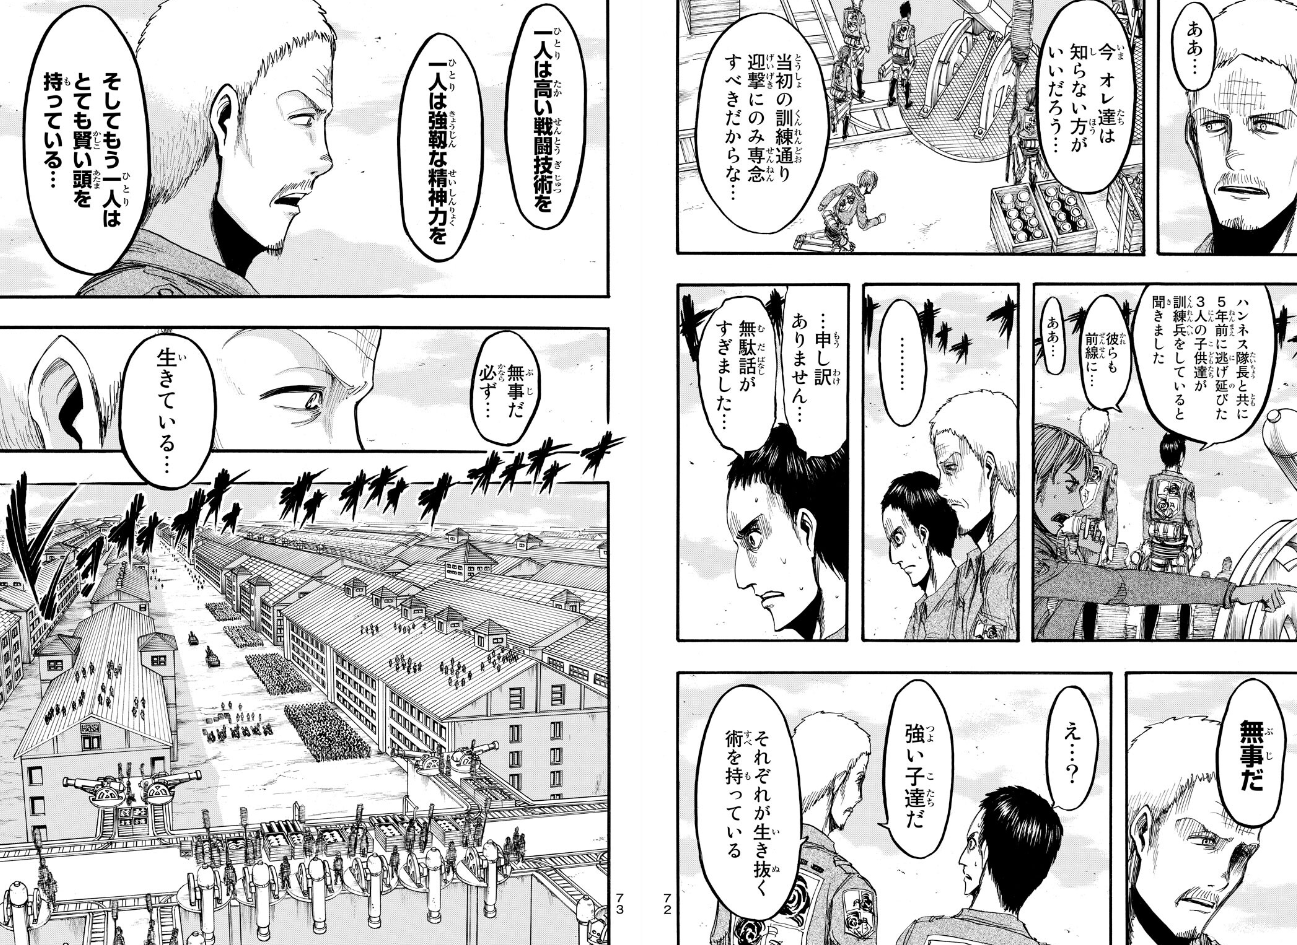 ああ…
今 オレ達は
知らない方が
いいだろう…
当初の訓練通り
迎撃にのみ専念
すべきだからな…
ハンネス隊長と共に
5年前に逃げ延びた
3人の子供達が
訓練兵をしていると
聞きました
彼らも
前線に…
ああ…
………
…申し訳
ありません…
無駄話が
すぎました…
無事だ
え…?
強い子達だ
それぞれが生き抜く
術を持っている
72
一人は高い戦闘技術を
一人は強靱な精神力を
そしてもう一人は
とても賢い頭を
持っている…
無事だ
必ず…
生きている…
73